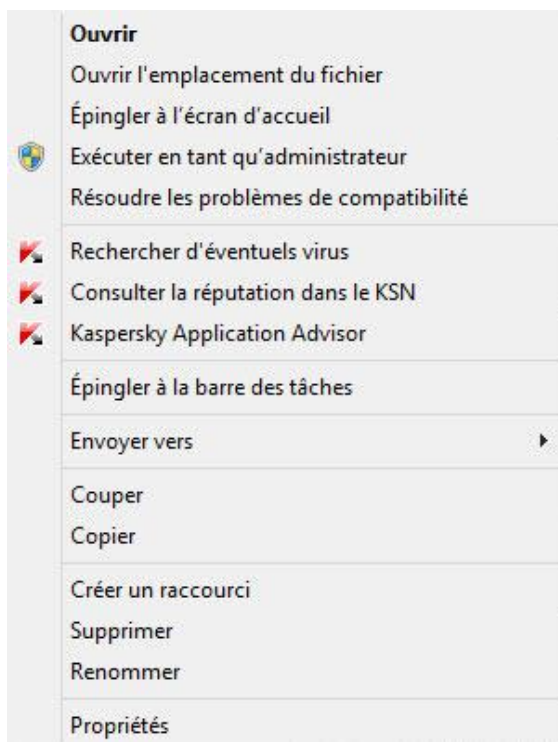 Ouvrir
Ouvrir l'emplacement du fichier
Épingler à l'écran d'accueil
Exécuter en tant qu'administrateur
Résoudre les problèmes de compatibilité
Rechercher d'éventuels virus
Consulter la réputation dans le KSN
Kaspersky Application Advisor
Épingler à la barre des tâches
Envoyer vers
Couper
Copier
Créer un raccourci
Supprimer
Renommer
Propriétés